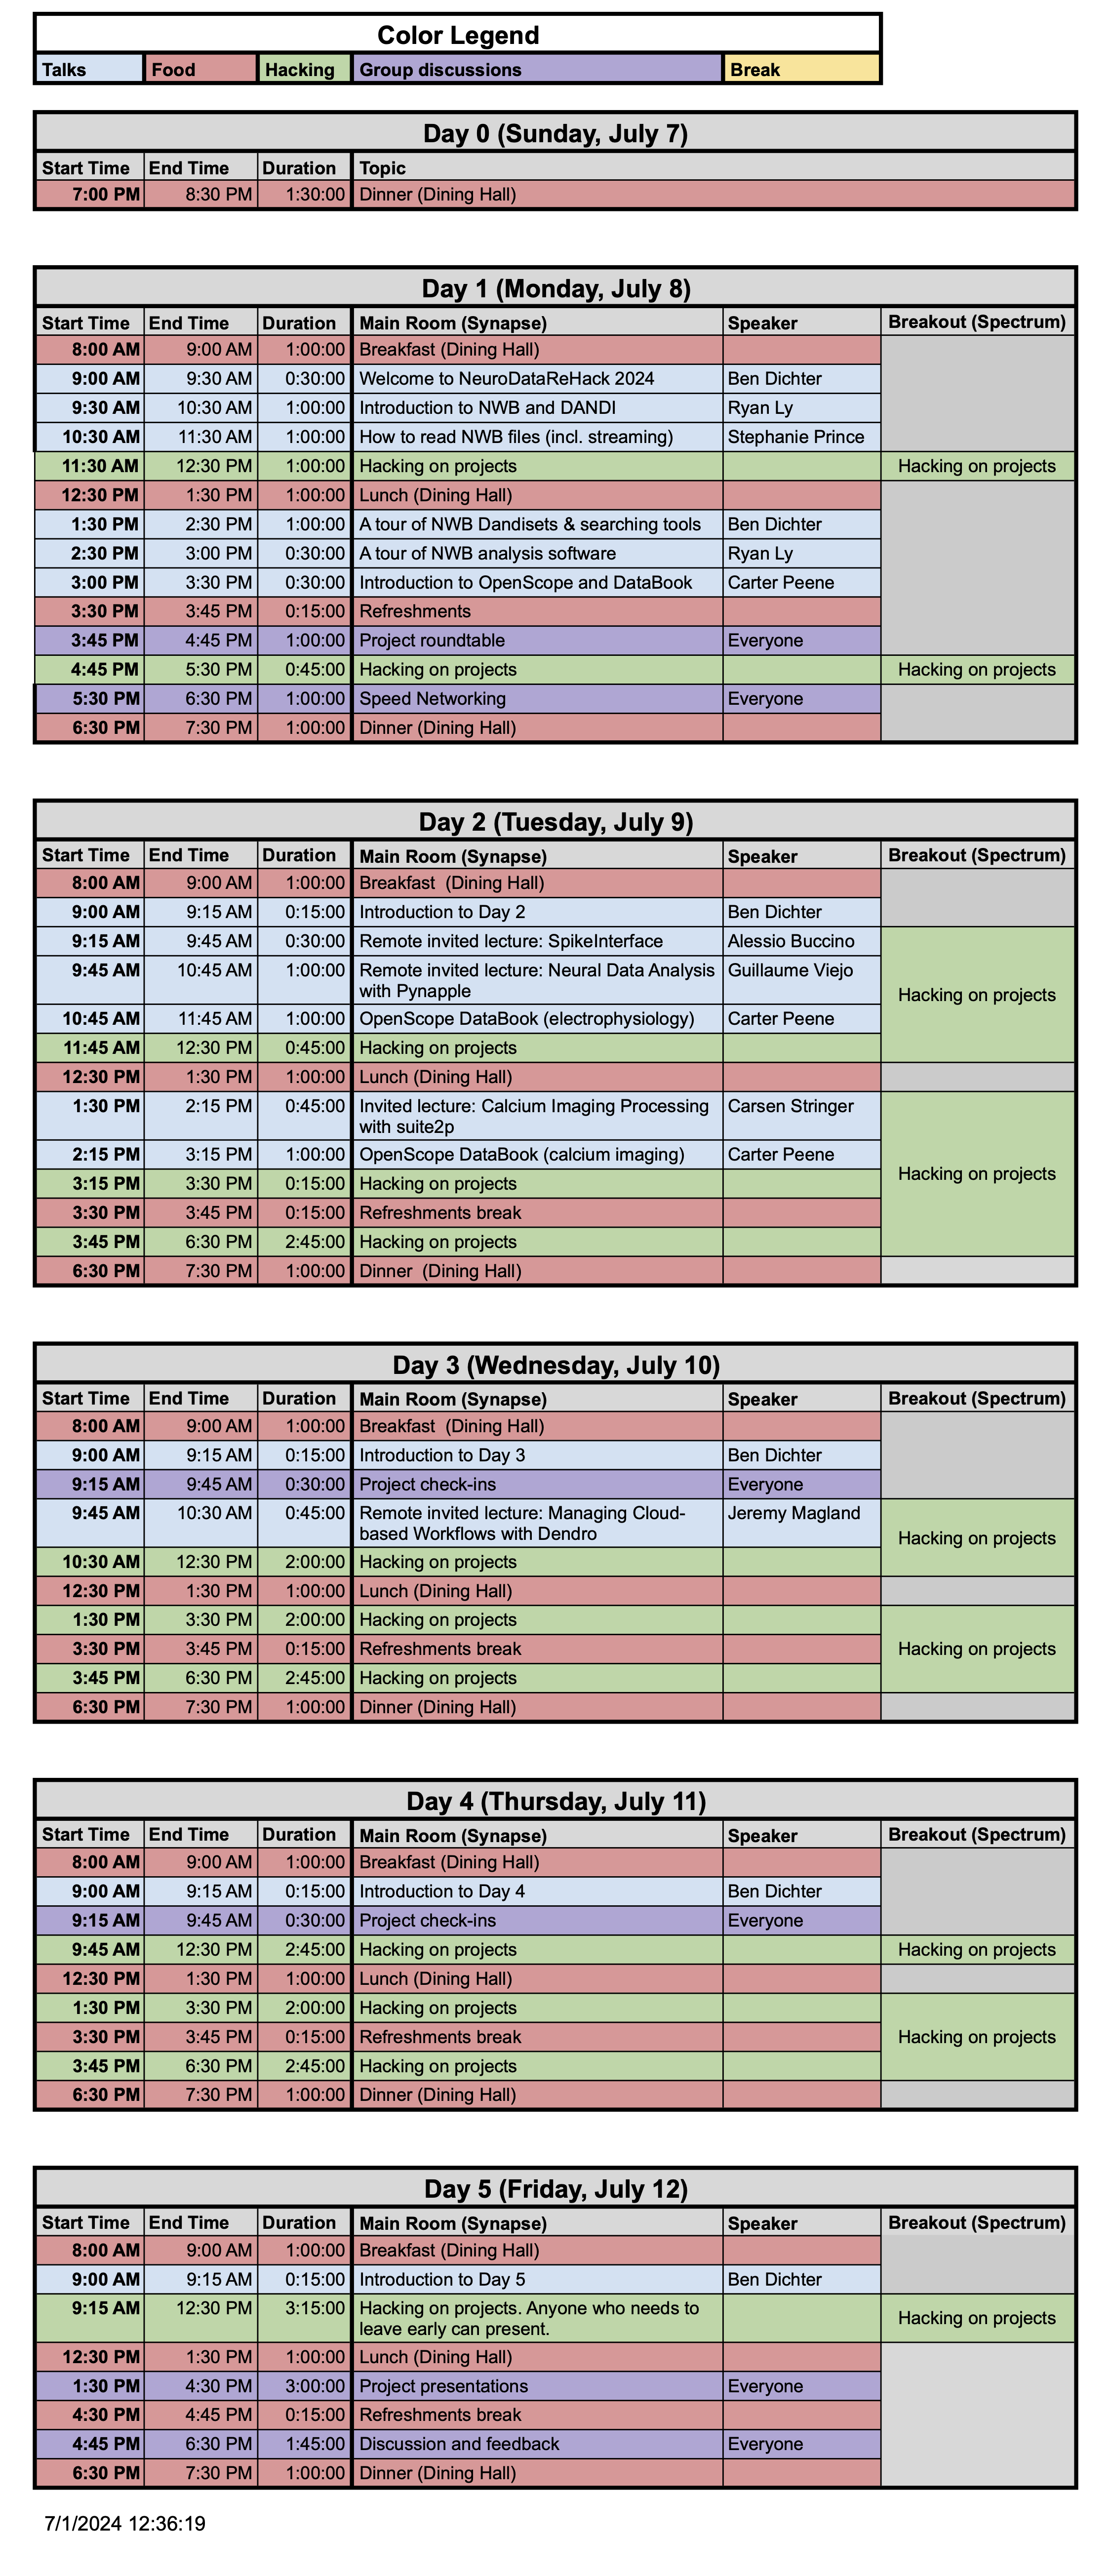 Color Legend
Talks Food Hacking Group discussions Break
Day 0 (Sunday, July 7)
Start Time End Time Duration Topic
7:00 PM 8:30 PM 1:30:00 Dinner (Dining Hall)
Day 1 (Monday, July 8)
Start Time End Time Duration Main Room (Synapse) Speaker Breakout (Spectrum)
8:00 AM 9:00 AM 1:00:00 Breakfast (Dining Hall)
9:00 AM 9:30 AM 0:30:00 Welcome to NeuroDataReHack 2024 Ben Dichter
9:30 AM 10:30 AM 1:00:00 Introduction to NWB and DANDI Ryan Ly
10:30 AM 11:30 AM 1:00:00 How to read NWB files (incl. streaming) Stephanie Prince
11:30 AM 12:30 PM 1:00:00 Hacking on projects Hacking on projects
12:30 PM 1:30 PM 1:00:00 Lunch (Dining Hall)
1:30 PM 2:30 PM 1:00:00 A tour of NWB Dandisets & searching tools Ben Dichter
2:30 PM 3:00 PM 0:30:00 A tour of NWB analysis software Ryan Ly
3:00 PM 3:30 PM 0:30:00 Introduction to OpenScope and DataBook Carter Peene
3:30 PM 3:45 PM 0:15:00 Refreshments
3:45 PM 4:45 PM 1:00:00 Project roundtable Everyone
4:45 PM 5:30 PM 0:45:00 Hacking on projects Hacking on projects
5:30 PM 6:30 PM 1:00:00 Speed Networking Everyone
6:30 PM 7:30 PM 1:00:00 Dinner (Dining Hall)
Day 2 (Tuesday, July 9)
Start Time End Time Duration Main Room (Synapse) Speaker Breakout (Spectrum)
8:00 AM 9:00 AM 1:00:00 Breakfast (Dining Hall)
9:00 AM 9:15 AM 0:15:00 Introduction to Day 2 Ben Dichter
9:15 AM 9:45 AM 0:30:00 Remote invited lecture: SpikeInterface Alessio Buccino
9:45 AM 10:45 AM 1:00:00 Remote invited lecture: Neural Data Analysis Guillaume Viejo
with Pynapple Hacking on projects
10:45 AM 11:45 AM 1:00:00 OpenScope DataBook (electrophysiology) Carter Peene
11:45 AM 12:30 PM 0:45:00 Hacking on projects
12:30 PM 1:30 PM 1:00:00 Lunch (Dining Hall)
1:30 PM 2:15 PM 0:45:00 Invited lecture: Calcium Imaging Processing Carsen Stringer
with suite2p
2:15 PM 3:15 PM 1:00:00 OpenScope DataBook (calcium imaging) Carter Peene
Hacking on projects
3:15 PM 3:30 PM 0:15:00 Hacking on projects
3:30 PM 3:45 PM 0:15:00 Refreshments break
3:45 PM 6:30 PM 2:45:00 Hacking on projects
6:30 PM 7:30 PM 1:00:00 Dinner (Dining Hall)
Day 3 (Wednesday, July 10)
Start Time End Time Duration Main Room (Synapse) Speaker Breakout (Spectrum)
8:00 AM 9:00 AM 1:00:00 Breakfast (Dining Hall)
9:00 AM 9:15 AM 0:15:00 Introduction to Day 3 Ben Dichter
9:15 AM 9:45 AM 0:30:00 Project check-ins Everyone
9:45 AM 10:30 AM 0:45:00 Remote invited lecture: Managing Cloud- Jeremy Magland
based Workflows with Dendro Hacking on projects
10:30 AM 12:30 PM 2:00:00 Hacking on projects
12:30 PM 1:30 PM 1:00:00 Lunch (Dining Hall)
1:30 PM 3:30 PM 2:00:00 Hacking on projects
3:30 PM 3:45 PM 0:15:00 Refreshments break Hacking on projects
3:45 PM 6:30 PM 2:45:00 Hacking on projects
6:30 PM 7:30 PM 1:00:00 Dinner (Dining Hall)
Day 4 (Thursday, July 11)
Start Time End Time Duration Main Room (Synapse) Speaker Breakout (Spectrum)
8:00 AM 9:00 AM 1:00:00 Breakfast (Dining Hall)
9:00 AM 9:15 AM 0:15:00 Introduction to Day 4 Ben Dichter
9:15 AM 9:45 AM 0:30:00 Project check-ins Everyone
9:45 AM 12:30 PM 2:45:00 Hacking on projects Hacking on projects
12:30 PM 1:30 PM 1:00:00 Lunch (Dining Hall)
1:30 PM 3:30 PM 2:00:00 Hacking on projects
3:30 PM 3:45 PM 0:15:00 Refreshments break Hacking on projects
3:45 PM 6:30 PM 2:45:00 Hacking on projects
6:30 PM 7:30 PM 1:00:00 Dinner (Dining Hall)
Day 5 (Friday, July 12)
Start Time End Time Duration Main Room (Synapse) Speaker Breakout (Spectrum)
8:00 AM 9:00 AM 1:00:00 Breakfast (Dining Hall)
9:00 AM 9:15 AM 0:15:00 Introduction to Day 5 Ben Dichter
9:15 AM 12:30 PM 3:15:00 Hacking on projects. Anyone who needs to Hacking on projects
leave early can present.
12:30 PM 1:30 PM 1:00:00 Lunch (Dining Hall)
1:30 PM 4:30 PM 3:00:00 Project presentations Everyone
4:30 PM 4:45 PM 0:15:00 Refreshments break
4:45 PM 6:30 PM 1:45:00 Discussion and feedback Everyone
6:30 PM 7:30 PM 1:00:00 Dinner (Dining Hall)
7/1/2024 12:36:19